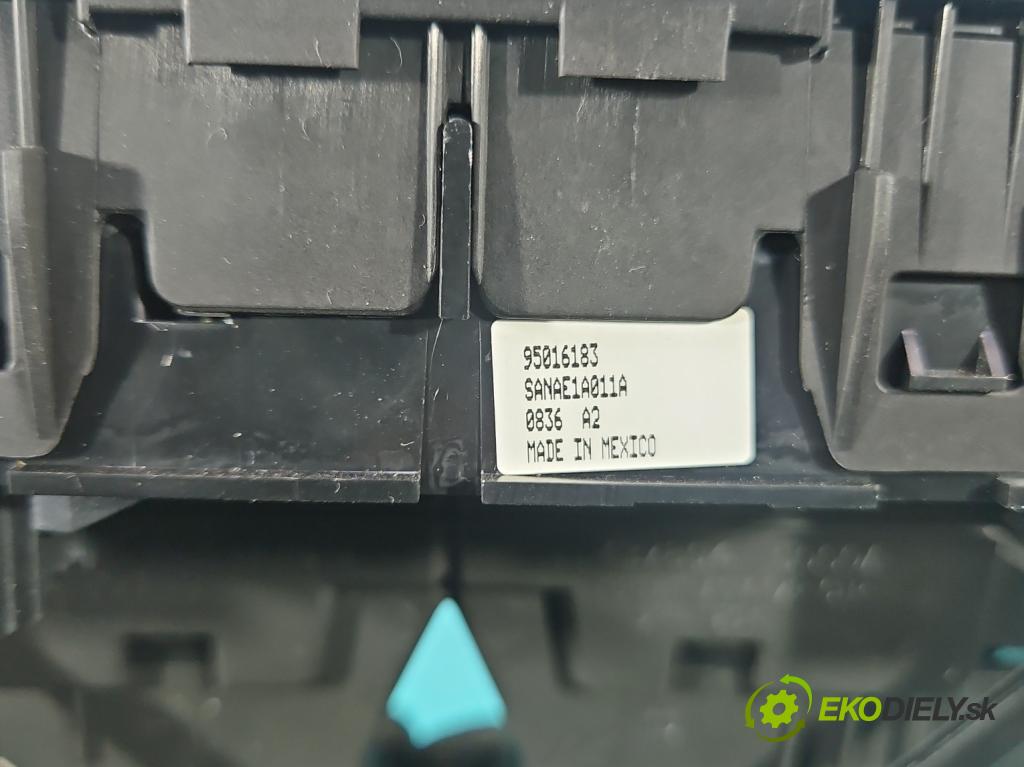 95016183
SANAE1A011A
0836 A2
MADE IN MEXICO
EKODIELY.sk